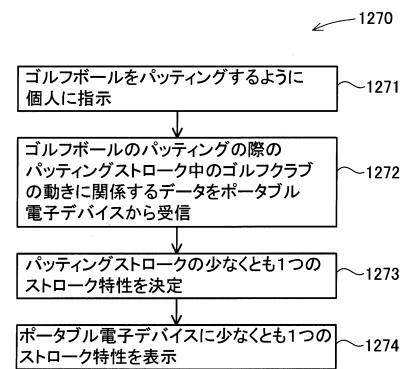 1270
ゴルフボールをパッティングするように
個人に指示
1271
ゴルフボールのパッティングの際の
パッティングストローク中のゴルフクラブ
の動きに関係するデータをポータブル
電子デバイスから受信
1272
パッティングストロークの少なくとも1つの
ストローク特性を決定
1273
ポータブル電子デバイスに少なくとも1つの
ストローク特性を表示
1274